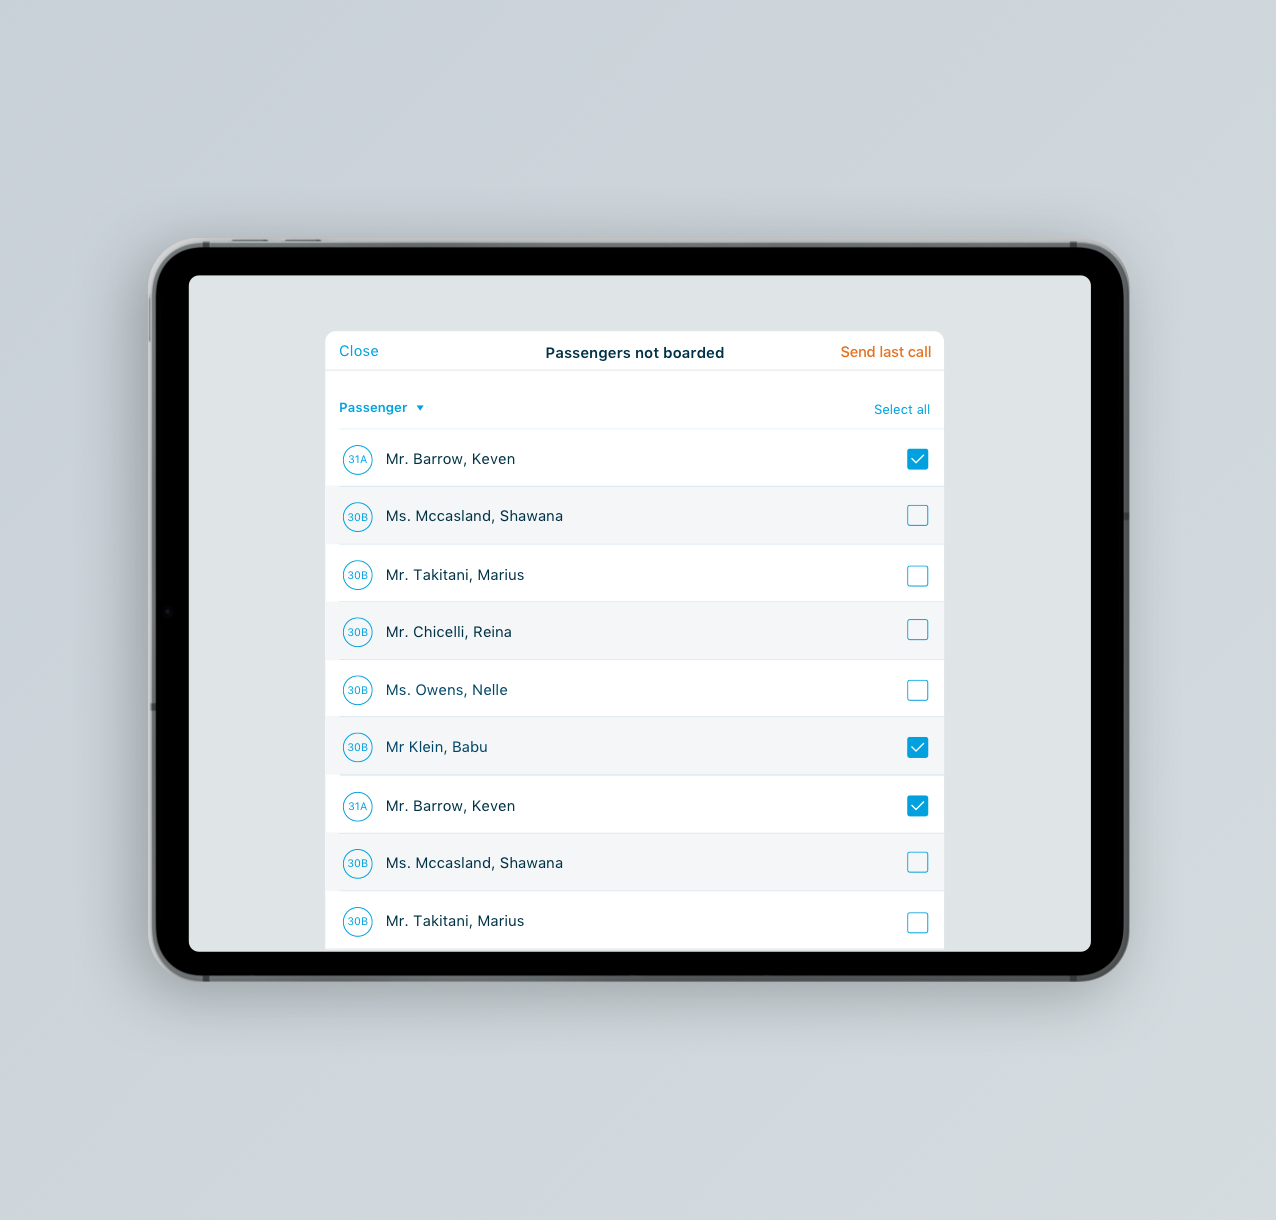 Close Passengers not boarded Send last call
Passenger ▼ Select all
31A Mr. Barrow, Keven
30B Ms. Mccasland, Shawana
30B Mr. Takitani, Marius
30B Mr. Chicelli, Reina
30B Ms. Owens, Nelle
30B Mr Klein, Babu
31A Mr. Barrow, Keven
30B Ms. Mccasland, Shawana
30B Mr. Takitani, Marius